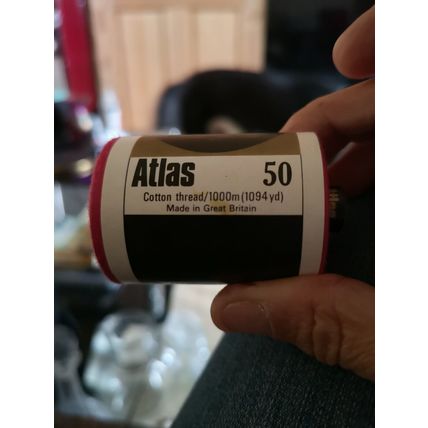 Atlas 50
Cotton thread/1000m(1094yd)
Made in Great Britain